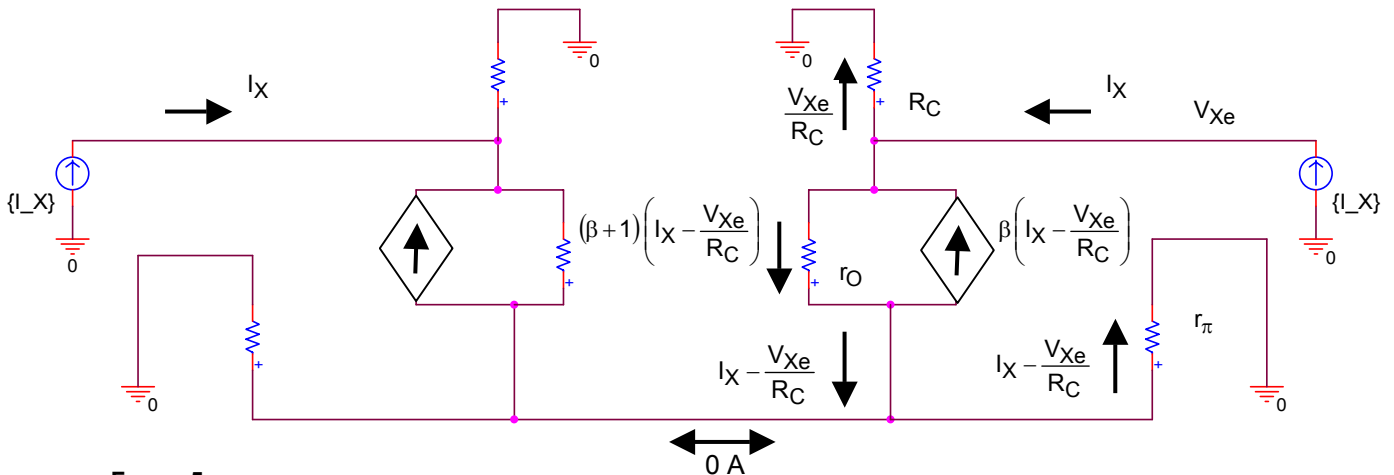 0
0
I_X
V_Xe/R_C
R_C
I_X
V_Xe
{I_X}
0
(β+1)(I_X − V_Xe/R_C)
r_O
β(I_X − V_Xe/R_C)
{I_X}
0
0
I_X − V_Xe/R_C
I_X − V_Xe/R_C
r_π
0
0 A